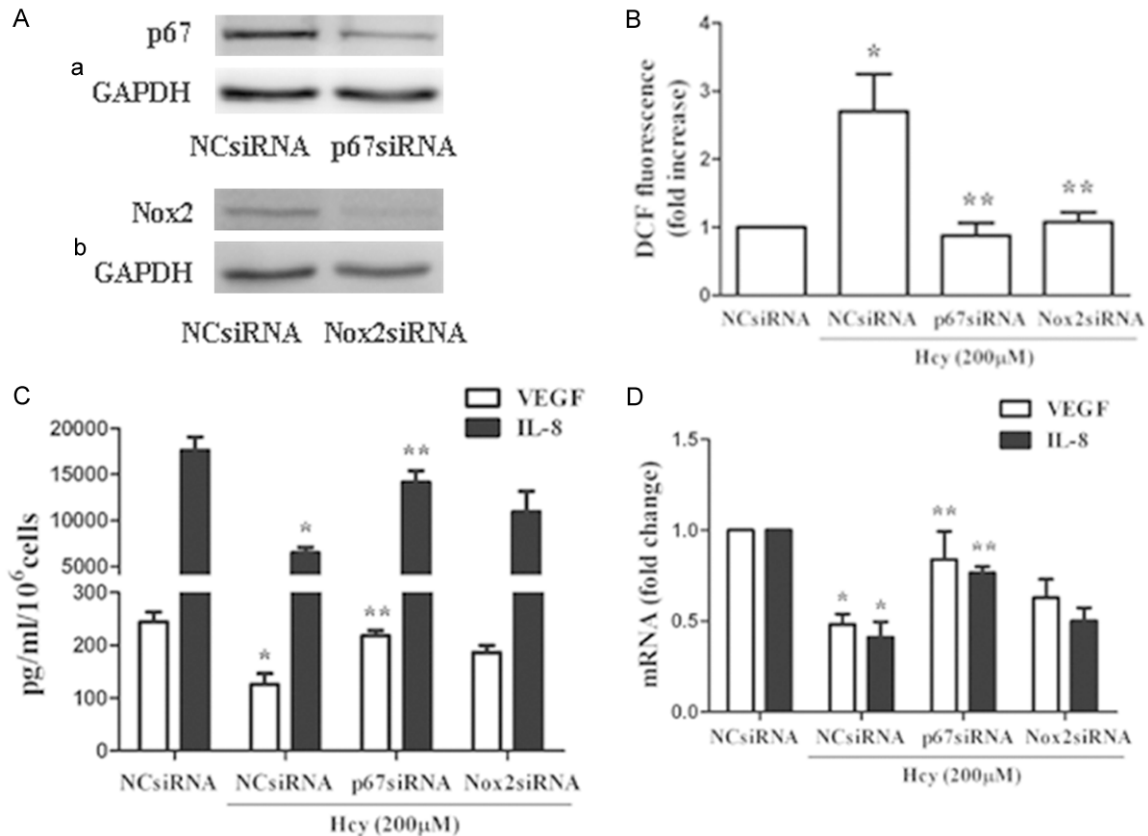 A
p67
a
GAPDH
NCsiRNA p67siRNA
Nox2
b
GAPDH
NCsiRNA Nox2siRNA
B
DCF fluorescence
(fold increase)
4
3
2
1
0
*
**
**
NCsiRNA NCsiRNA p67siRNA Nox2siRNA
Hcy (200μM)
C
VEGF
IL-8
pg/ml/10⁶ cells
20000
15000
10000
5000
300
200
100
0
*
*
**
**
NCsiRNA NCsiRNA p67siRNA Nox2siRNA
Hcy (200μM)
D
VEGF
IL-8
mRNA (fold change)
1.5
1.0
0.5
0.0
*
*
**
**
NCsiRNA NCsiRNA p67siRNA Nox2siRNA
Hcy (200μM)